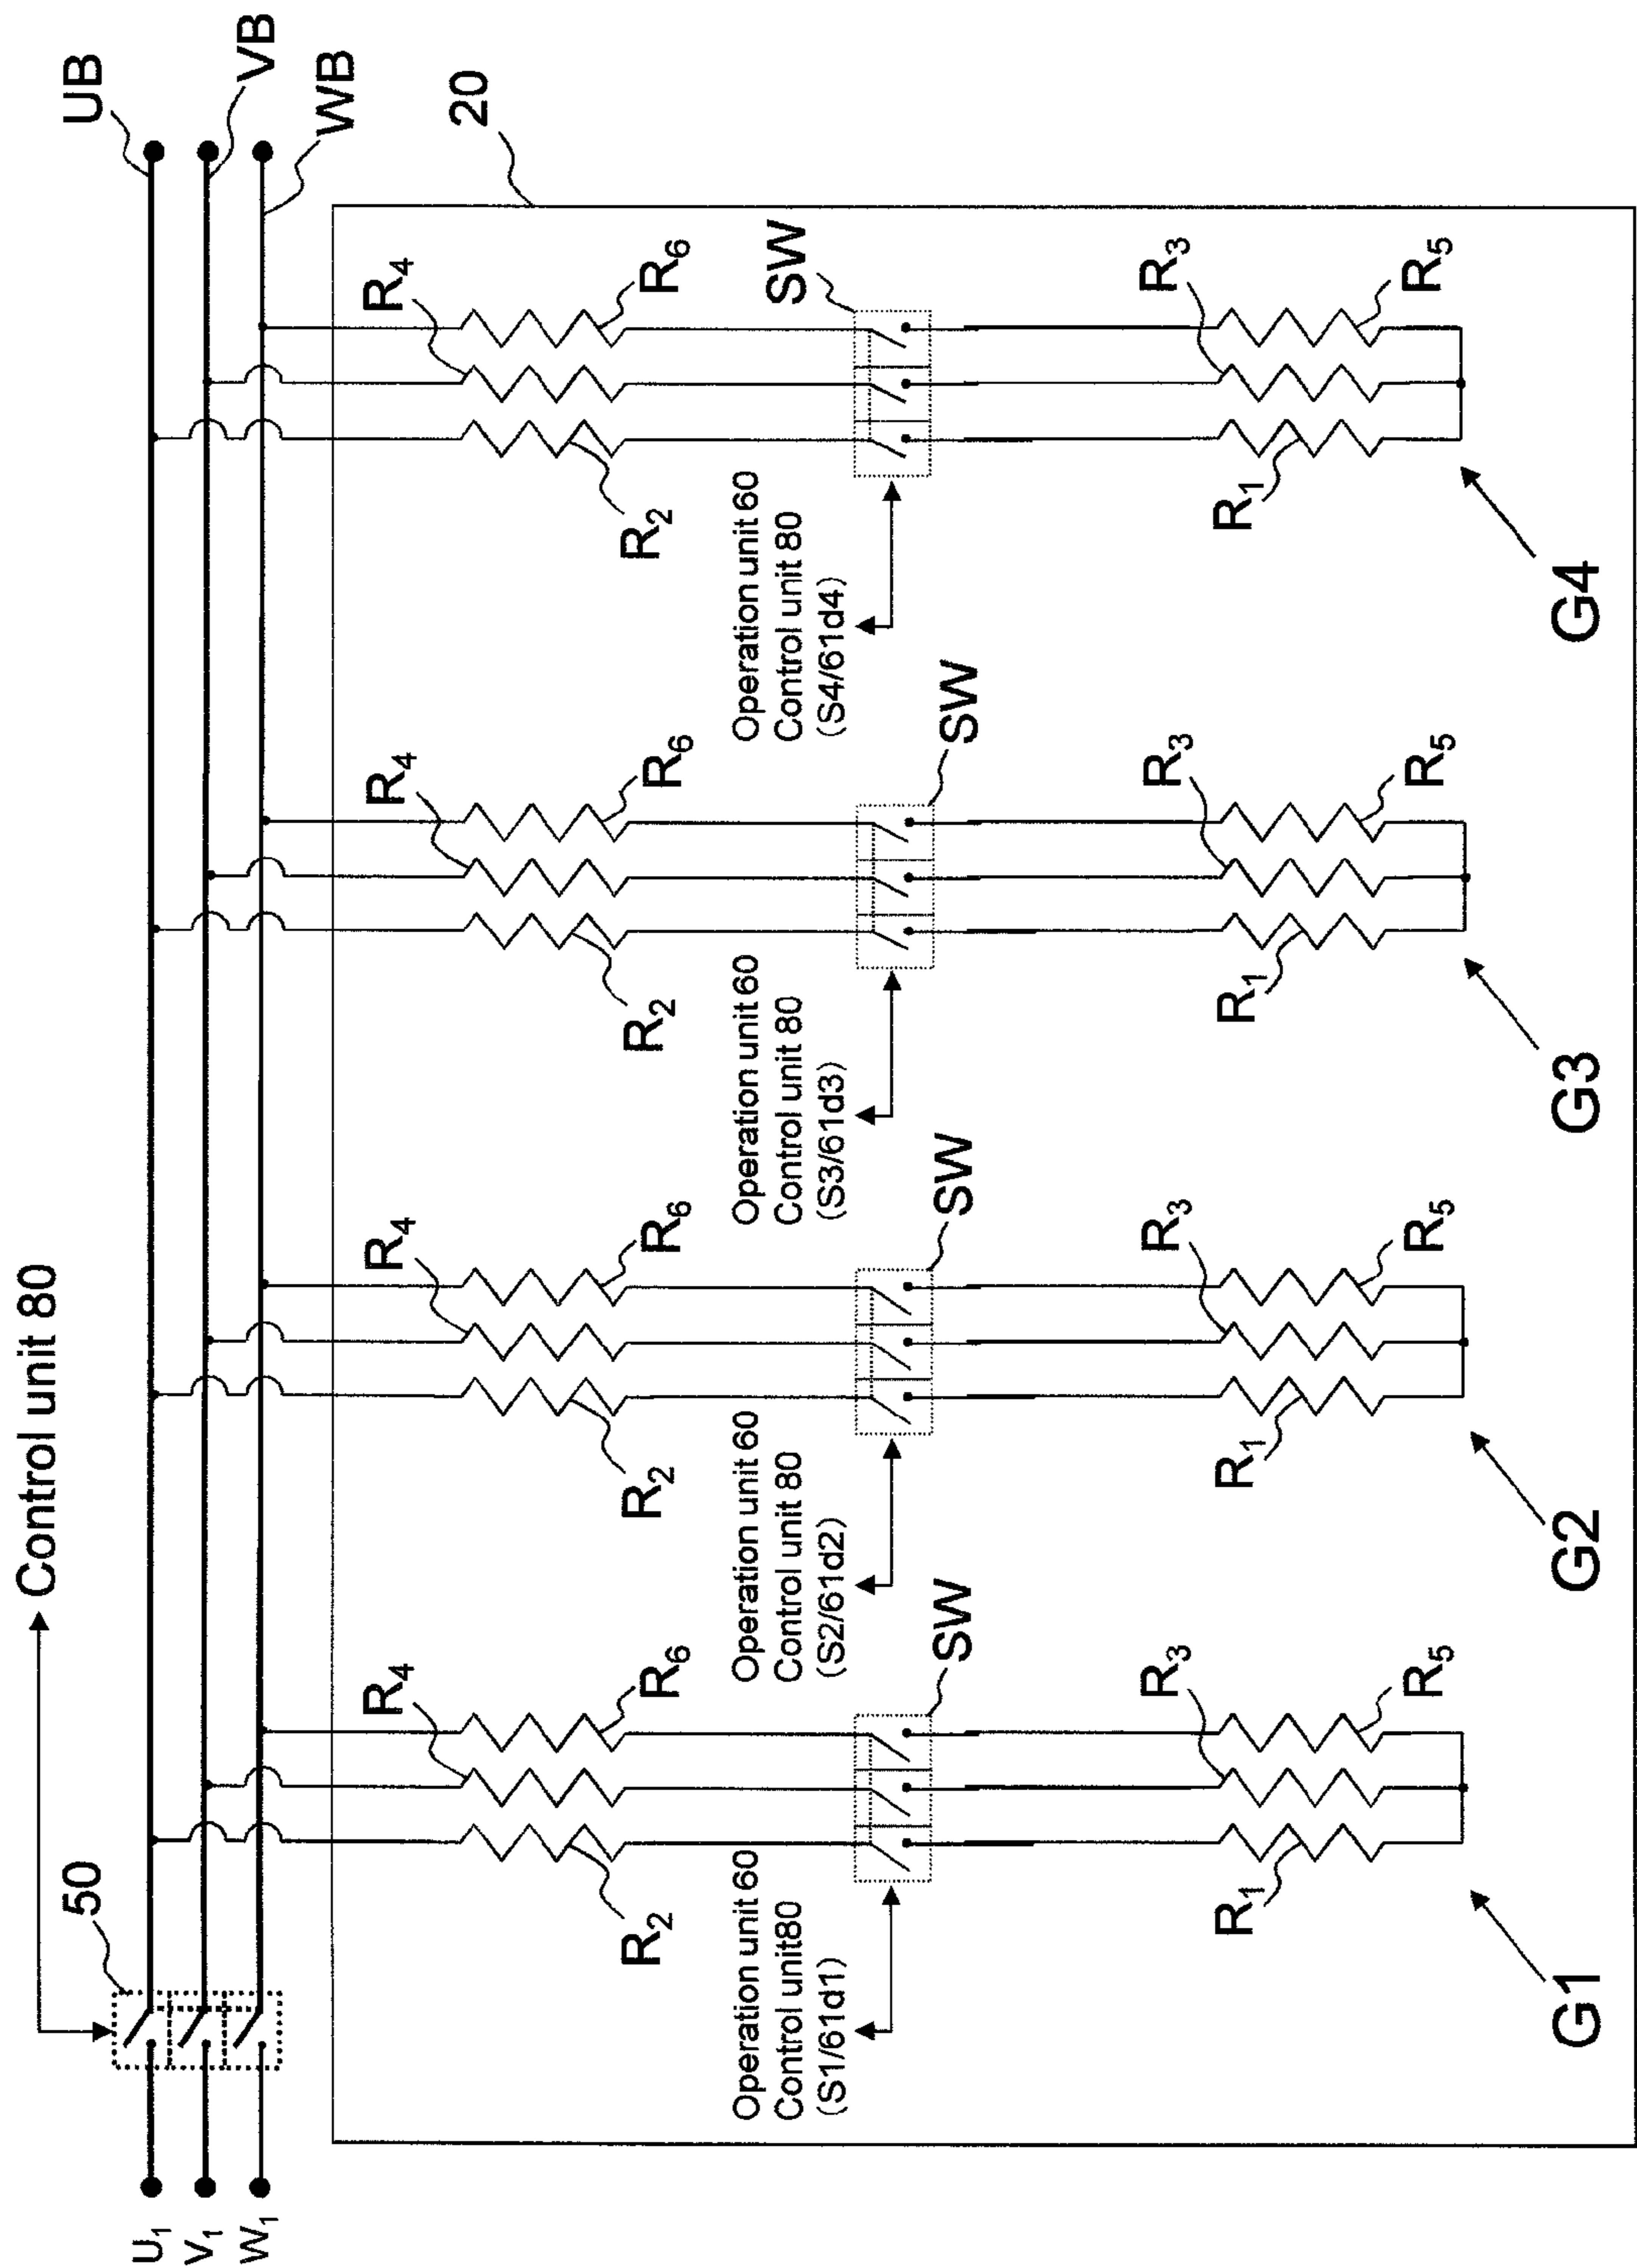 Control unit 80
50
U1
V1
W1
UB
VB
WB
20
R4
R6
R2
R4
R6
R2
R4
R6
R2
R4
R6
R2
Operation unit 60
Control unit80
(S1/61d1)
SW
Operation unit 60
Control unit 80
(S2/61d2)
SW
Operation unit 60
Control unit 80
(S3/61d3)
SW
Operation unit 60
Control unit 80
(S4/61d4)
SW
R3
R1
R5
R3
R1
R5
R3
R1
R5
R3
R1
R5
G1
G2
G3
G4